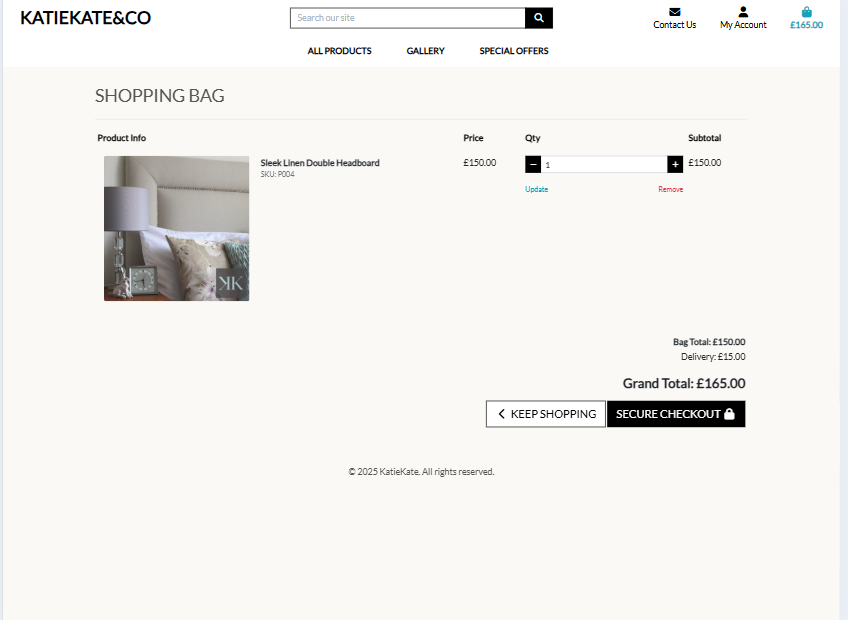 KATIEKATE&CO
Search our site
Contact Us
My Account
£165.00
ALL PRODUCTS GALLERY SPECIAL OFFERS
SHOPPING BAG
Product Info Price Qty Subtotal
Sleek Linen Double Headboard £150.00 − 1 + £150.00
SKU: P004
Update Remove
KK
Bag Total: £150.00
Delivery: £15.00
Grand Total: £165.00
KEEP SHOPPING SECURE CHECKOUT
© 2025 KatieKate. All rights reserved.